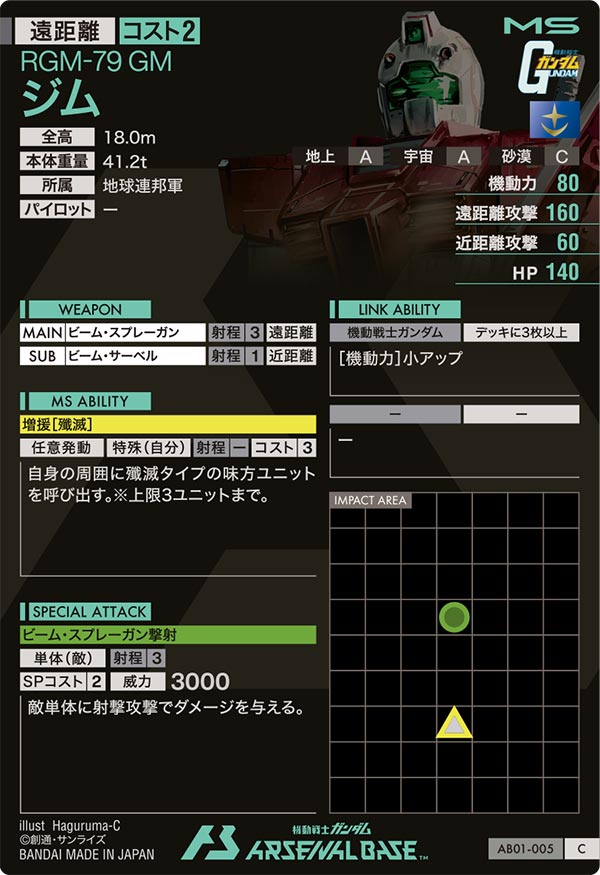 遠距離 コスト2
MS
RGM-79 GM
機動戦士
ガンダム
GUNDAM
ジム
全高 18.0m
本体重量 41.2t
所属 地球連邦軍
パイロット ー
地上 A 宇宙 A 砂漠 C
機動力 80
遠距離攻撃 160
近距離攻撃 60
HP 140
WEAPON
MAIN ビーム・スプレーガン 射程 3 遠距離
SUB ビーム・サーベル 射程 1 近距離
MS ABILITY
増援[殲滅]
任意発動 特殊(自分) 射程 ー コスト 3
自身の周囲に殲滅タイプの味方ユニット
を呼び出す。※上限3ユニットまで。
SPECIAL ATTACK
ビーム・スプレーガン撃射
単体(敵) 射程 3
SPコスト 2 威力 3000
敵単体に射撃攻撃でダメージを与える。
LINK ABILITY
機動戦士ガンダム デッキに3枚以上
[機動力]小アップ
ー ー
ー
IMPACT AREA
illust Haguruma-C
©創通・サンライズ
BANDAI MADE IN JAPAN
機動戦士ガンダム
ARSENAL BASE™
AB01-005 C